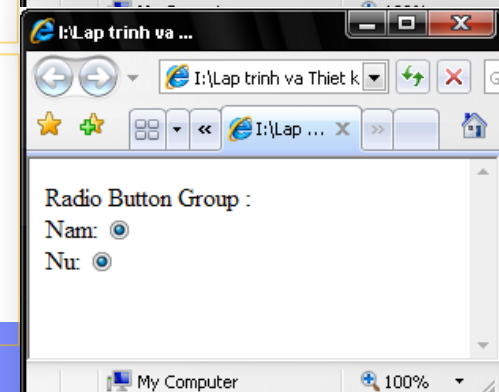 I:\Lap trinh va ...
I:\Lap trinh va Thiet k
I:\Lap ...
Radio Button Group :
Nam:
Nu:
My Computer
100%